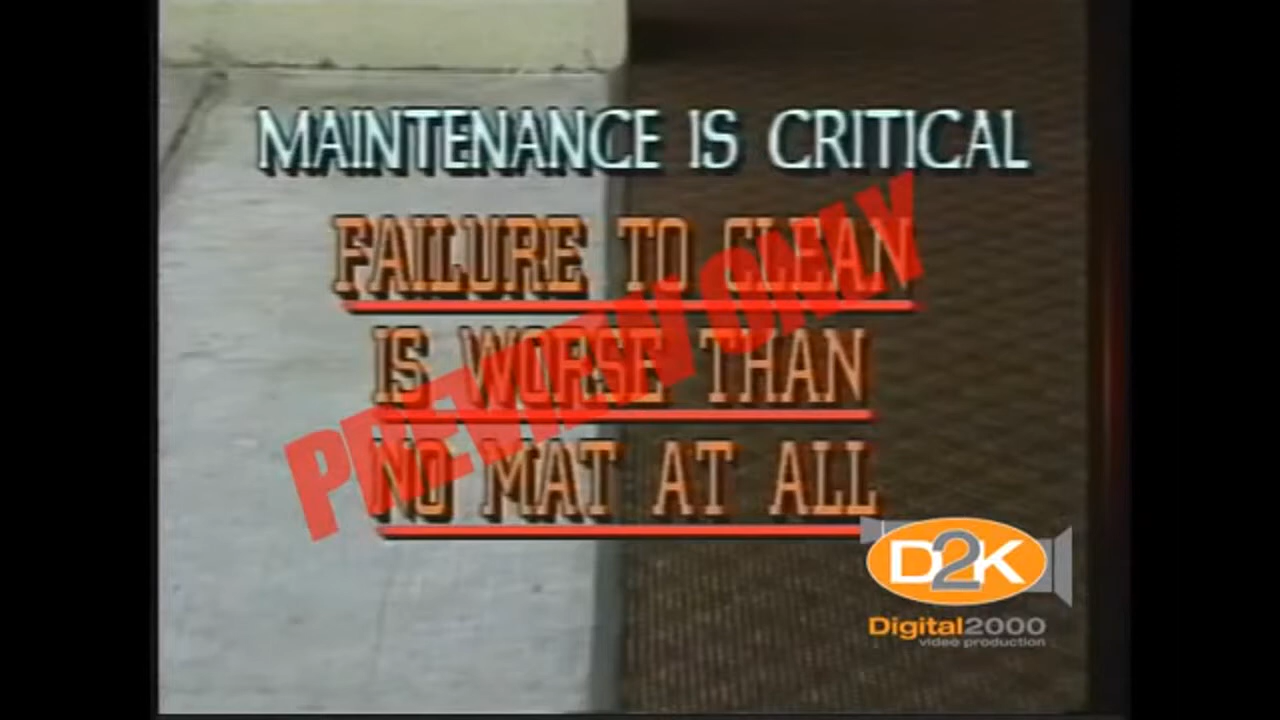 MAINTENANCE IS CRITICAL
FAILURE TO CLEAN
IS WORSE THAN
NO MAT AT ALL
PREVIEW ONLY
D2K
Digital2000
video production